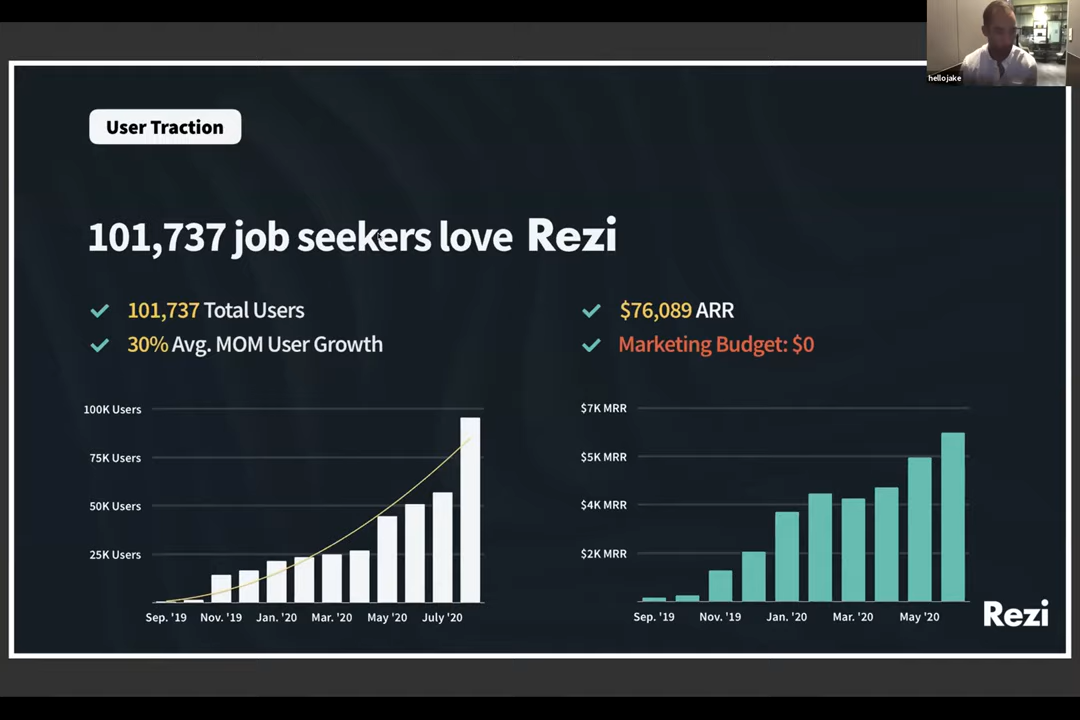 hellojake
User Traction
101,737 job seekers love Rezi
101,737 Total Users
30% Avg. MOM User Growth
$76,089 ARR
Marketing Budget: $0
100K Users
75K Users
50K Users
25K Users
Sep. '19 Nov. '19 Jan. '20 Mar. '20 May '20 July '20
$7K MRR
$5K MRR
$4K MRR
$2K MRR
Sep. '19 Nov. '19 Jan. '20 Mar. '20 May '20
Rezi